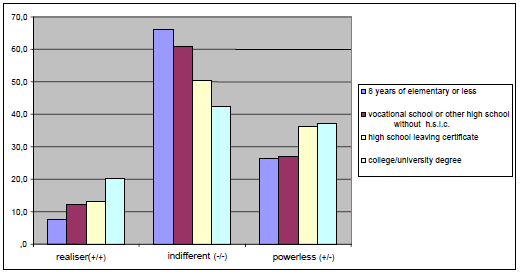 70,0
60,0
50,0
40,0
30,0
20,0
10,0
,0
realiser(+/+) indifferent (-/-) powerless (+/-)
8 years of elementary or less
vocational school or other high school
without h.s.l.c.
high school leaving certificate
college/university degree